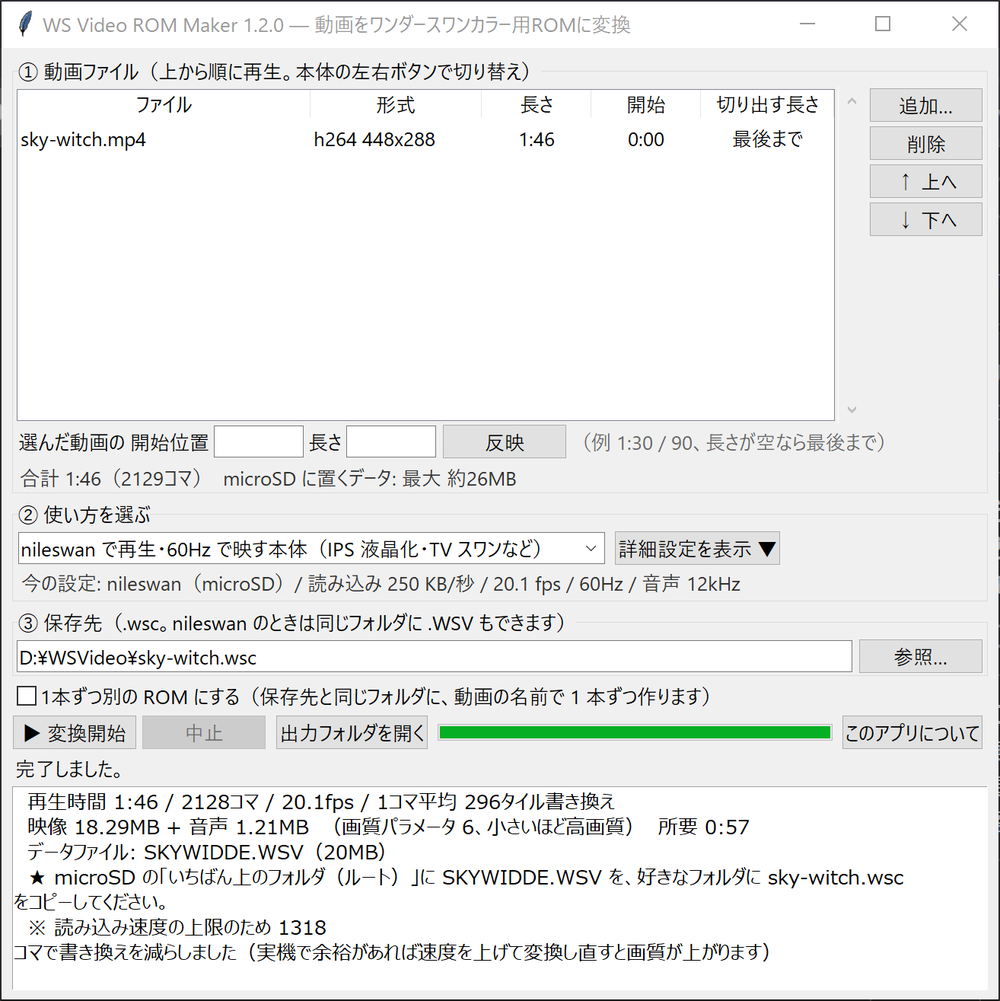 WS Video ROM Maker 1.2.0 — 動画をワンダースワンカラー用ROMに変換
① 動画ファイル（上から順に再生。本体の左右ボタンで切り替え）
ファイル 形式 長さ 開始 切り出す長さ
sky-witch.mp4 h264 448x288 1:46 0:00 最後まで
追加...
削除
↑ 上へ
↓ 下へ
選んだ動画の 開始位置 長さ 反映 （例 1:30 / 90、長さが空なら最後まで）
合計 1:46（2129コマ） microSD に置くデータ: 最大 約26MB
② 使い方を選ぶ
nileswan で再生・60Hz で映す本体（IPS 液晶化・TV スワンなど） 詳細設定を表示 ▼
今の設定: nileswan（microSD）/ 読み込み 250 KB/秒 / 20.1 fps / 60Hz / 音声 12kHz
③ 保存先（.wsc。nileswan のときは同じフォルダに .WSV もできます）
D:¥WSVideo¥sky-witch.wsc 参照...
1本ずつ別の ROM にする（保存先と同じフォルダに、動画の名前で 1 本ずつ作ります）
▶ 変換開始 中止 出力フォルダを開く このアプリについて
完了しました。
再生時間 1:46 / 2128コマ / 20.1fps / 1コマ平均 296タイル書き換え
映像 18.29MB + 音声 1.21MB （画質パラメータ 6、小さいほど高画質） 所要 0:57
データファイル: SKYWIDDE.WSV（20MB）
★ microSD の「いちばん上のフォルダ（ルート）」に SKYWIDDE.WSV を、好きなフォルダに sky-witch.wsc
をコピーしてください。
※ 読み込み速度の上限のため 1318
コマで書き換えを減らしました（実機で余裕があれば速度を上げて変換し直すと画質が上がります）